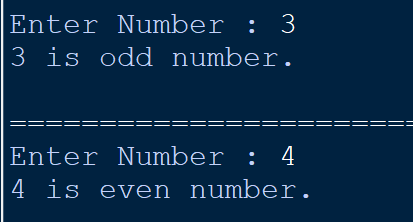 Enter Number : 3
3 is odd number.
=======================
Enter Number : 4
4 is even number.